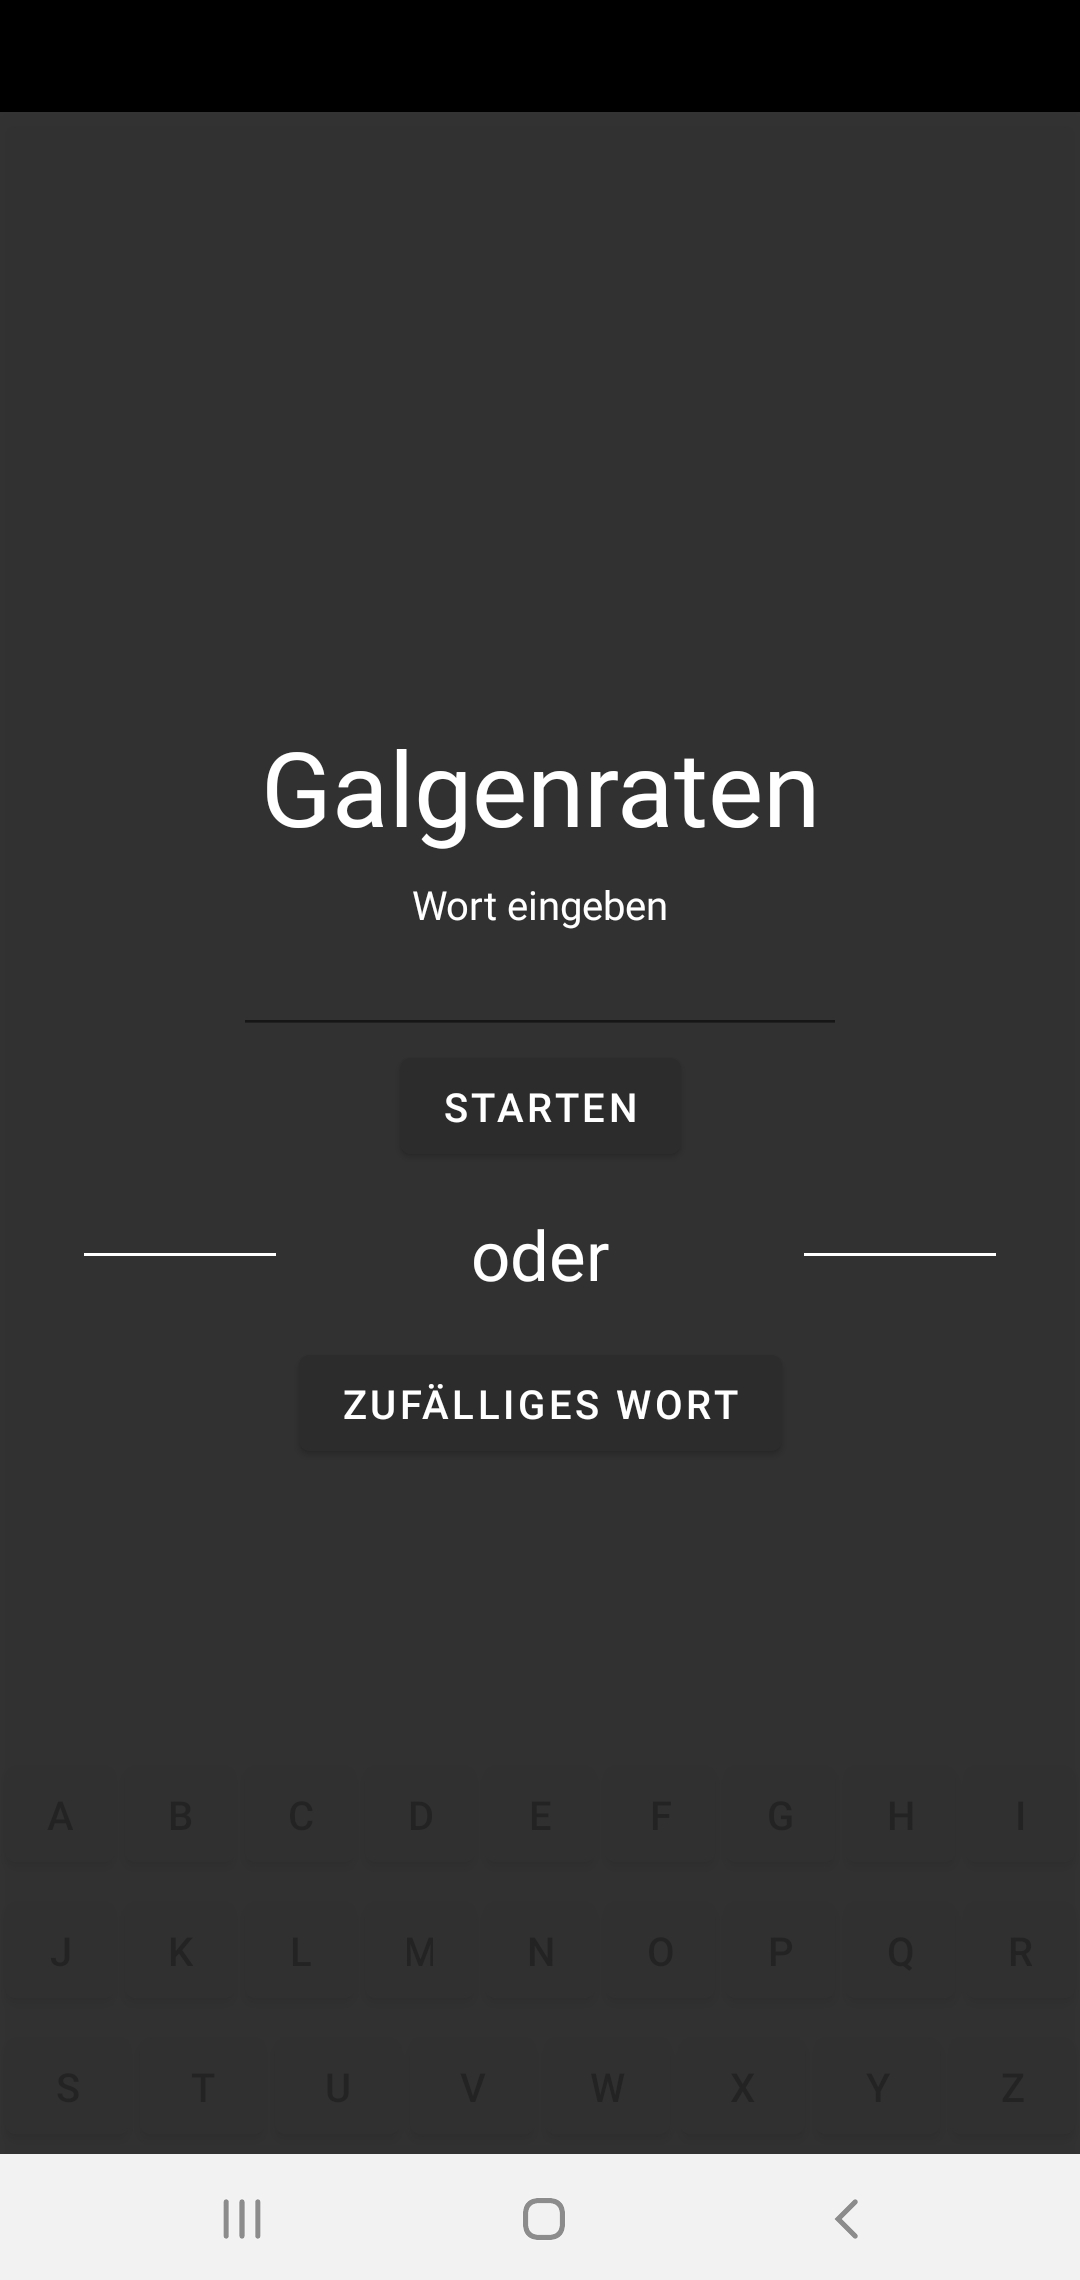 Galgenraten
Wort eingeben
STARTEN
oder
ZUFÄLLIGES WORT
A B C D E F G H I
J K L M N O P Q R
S T U V W X Y Z